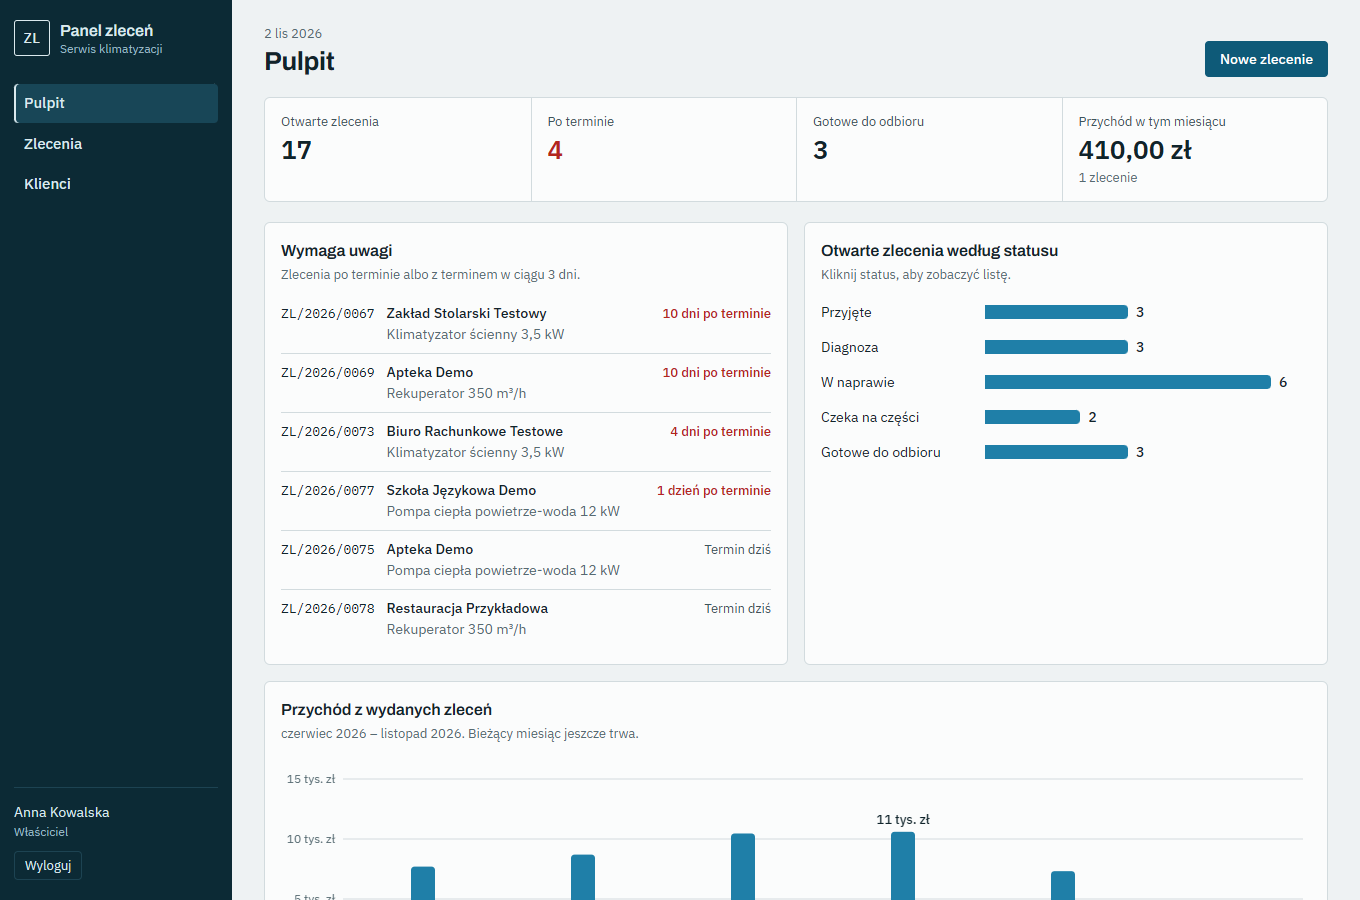 ZL
Panel zleceń
Serwis klimatyzacji
Pulpit
Zlecenia
Klienci
Anna Kowalska
Właściciel
Wyloguj
2 lis 2026
Pulpit
Nowe zlecenie
Otwarte zlecenia
17
Po terminie
4
Gotowe do odbioru
3
Przychód w tym miesiącu
410,00 zł
1 zlecenie
Wymaga uwagi
Zlecenia po terminie albo z terminem w ciągu 3 dni.
ZL/2026/0067 Zakład Stolarski Testowy 10 dni po terminie
Klimatyzator ścienny 3,5 kW
ZL/2026/0069 Apteka Demo 10 dni po terminie
Rekuperator 350 m³/h
ZL/2026/0073 Biuro Rachunkowe Testowe 4 dni po terminie
Klimatyzator ścienny 3,5 kW
ZL/2026/0077 Szkoła Językowa Demo 1 dzień po terminie
Pompa ciepła powietrze-woda 12 kW
ZL/2026/0075 Apteka Demo Termin dziś
Pompa ciepła powietrze-woda 12 kW
ZL/2026/0078 Restauracja Przykładowa Termin dziś
Rekuperator 350 m³/h
Otwarte zlecenia według statusu
Kliknij status, aby zobaczyć listę.
Przyjęte 3
Diagnoza 3
W naprawie 6
Czeka na części 2
Gotowe do odbioru 3
Przychód z wydanych zleceń
czerwiec 2026 – listopad 2026. Bieżący miesiąc jeszcze trwa.
15 tys. zł
11 tys. zł
10 tys. zł
5 tys. zł